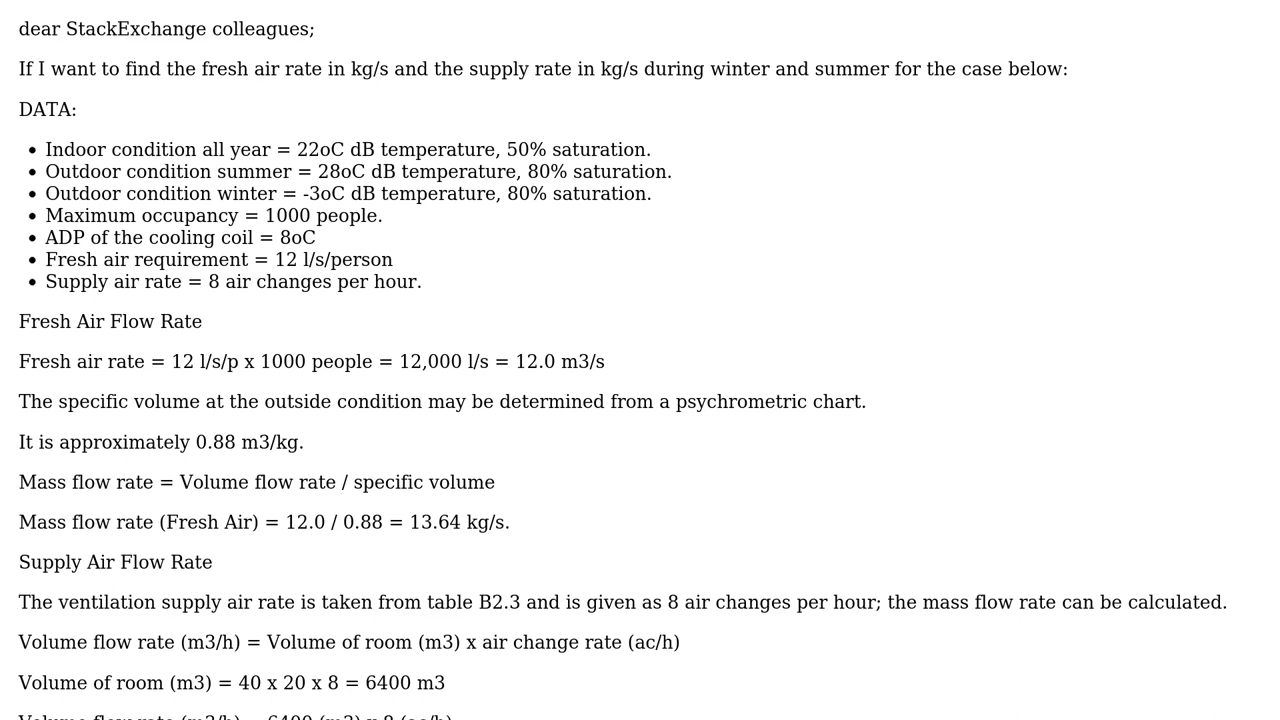 dear StackExchange colleagues;
If I want to find the fresh air rate in kg/s and the supply rate in kg/s during winter and summer for the case below:
DATA:
• Indoor condition all year = 22oC dB temperature, 50% saturation.
• Outdoor condition summer = 28oC dB temperature, 80% saturation.
• Outdoor condition winter = -3oC dB temperature, 80% saturation.
• Maximum occupancy = 1000 people.
• ADP of the cooling coil = 8oC
• Fresh air requirement = 12 l/s/person
• Supply air rate = 8 air changes per hour.
Fresh Air Flow Rate
Fresh air rate = 12 l/s/p x 1000 people = 12,000 l/s = 12.0 m3/s
The specific volume at the outside condition may be determined from a psychrometric chart.
It is approximately 0.88 m3/kg.
Mass flow rate = Volume flow rate / specific volume
Mass flow rate (Fresh Air) = 12.0 / 0.88 = 13.64 kg/s.
Supply Air Flow Rate
The ventilation supply air rate is taken from table B2.3 and is given as 8 air changes per hour; the mass flow rate can be calculated.
Volume flow rate (m3/h) = Volume of room (m3) x air change rate (ac/h)
Volume of room (m3) = 40 x 20 x 8 = 6400 m3
Volume flow rate (m3/h) = 6400 (m3) x 8 (ac/h)